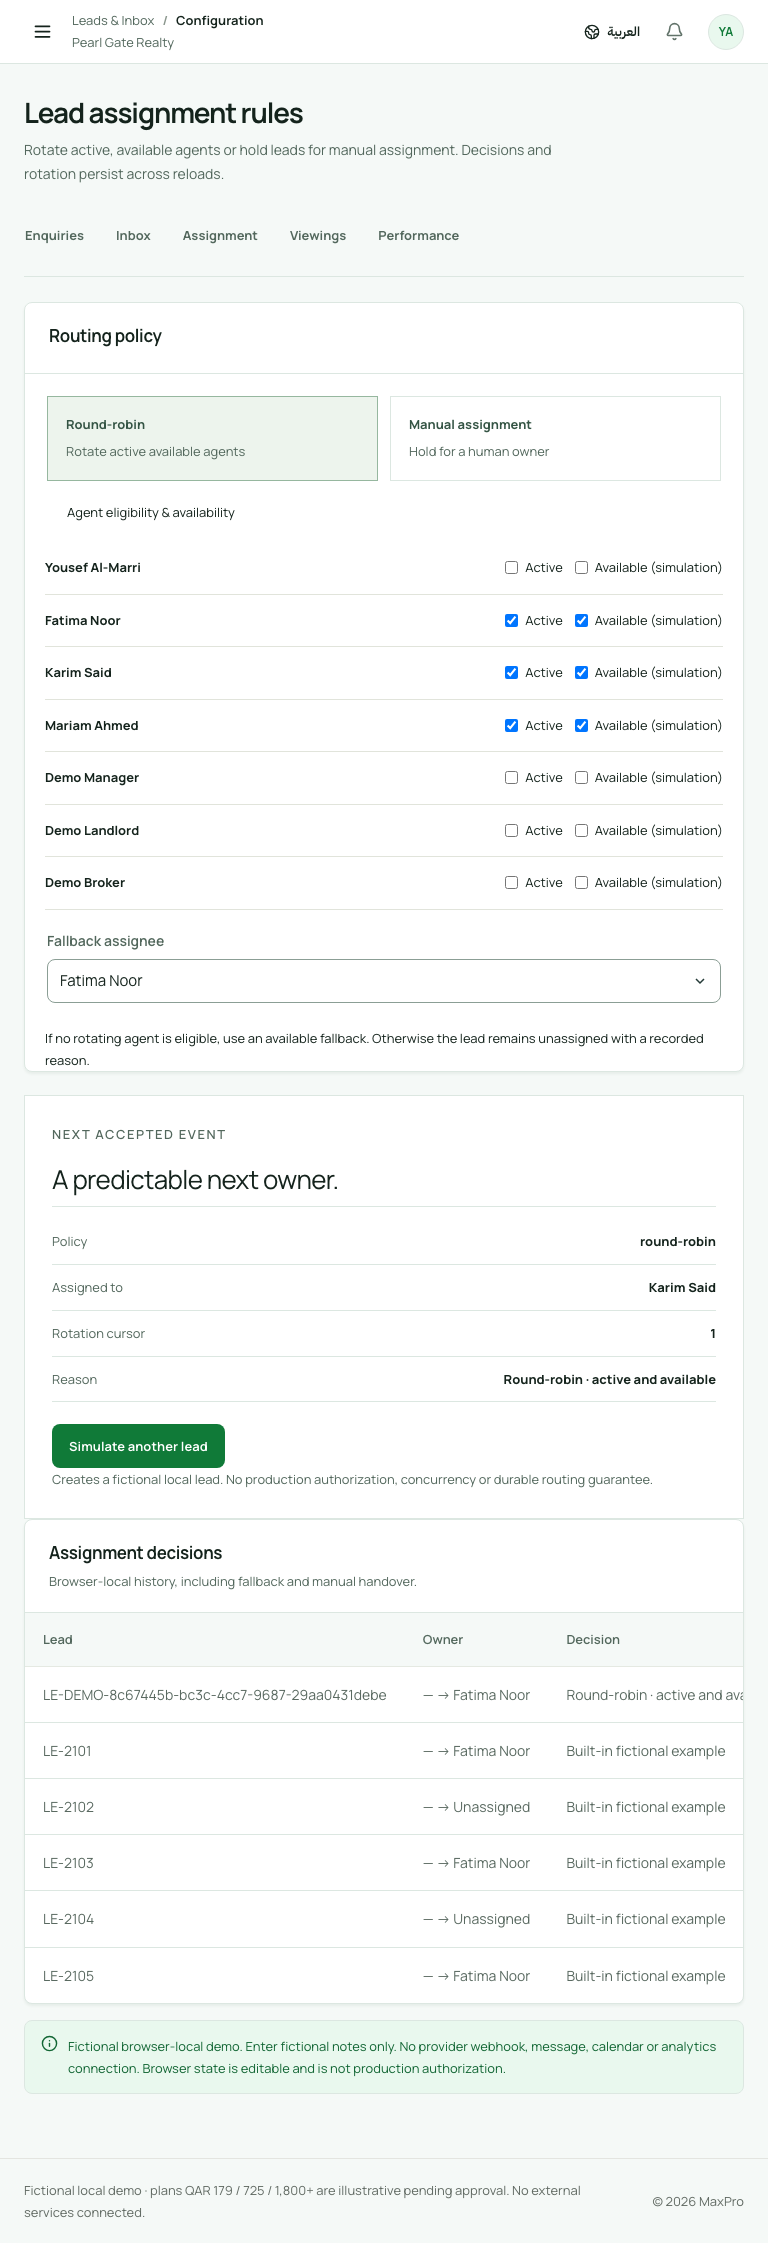 Leads & Inbox / Configuration
Pearl Gate Realty
العربية
YA
Lead assignment rules
Rotate active, available agents or hold leads for manual assignment. Decisions and
rotation persist across reloads.
Enquiries Inbox Assignment Viewings Performance
Routing policy
Round-robin
Rotate active available agents
Manual assignment
Hold for a human owner
Agent eligibility & availability
Yousef Al-Marri Active Available (simulation)
Fatima Noor Active Available (simulation)
Karim Said Active Available (simulation)
Mariam Ahmed Active Available (simulation)
Demo Manager Active Available (simulation)
Demo Landlord Active Available (simulation)
Demo Broker Active Available (simulation)
Fallback assignee
Fatima Noor
If no rotating agent is eligible, use an available fallback. Otherwise the lead remains unassigned with a recorded
reason.
NEXT ACCEPTED EVENT
A predictable next owner.
Policy round-robin
Assigned to Karim Said
Rotation cursor 1
Reason Round-robin · active and available
Simulate another lead
Creates a fictional local lead. No production authorization, concurrency or durable routing guarantee.
Assignment decisions
Browser-local history, including fallback and manual handover.
Lead Owner Decision
LE-DEMO-8c67445b-bc3c-4cc7-9687-29aa0431debe — → Fatima Noor Round-robin · active and ava
LE-2101 — → Fatima Noor Built-in fictional example
LE-2102 — → Unassigned Built-in fictional example
LE-2103 — → Fatima Noor Built-in fictional example
LE-2104 — → Unassigned Built-in fictional example
LE-2105 — → Fatima Noor Built-in fictional example
Fictional browser-local demo. Enter fictional notes only. No provider webhook, message, calendar or analytics
connection. Browser state is editable and is not production authorization.
Fictional local demo · plans QAR 179 / 725 / 1,800+ are illustrative pending approval. No external
services connected.
© 2026 MaxPro